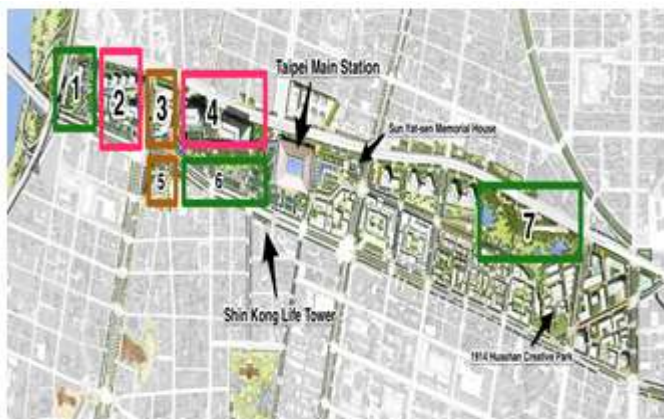 Taipei Main Station
1
2
3
4
Sun Yat-sen Memorial House
5
6
7
Shin Kong Life Tower
1914 Huashan Creative Park